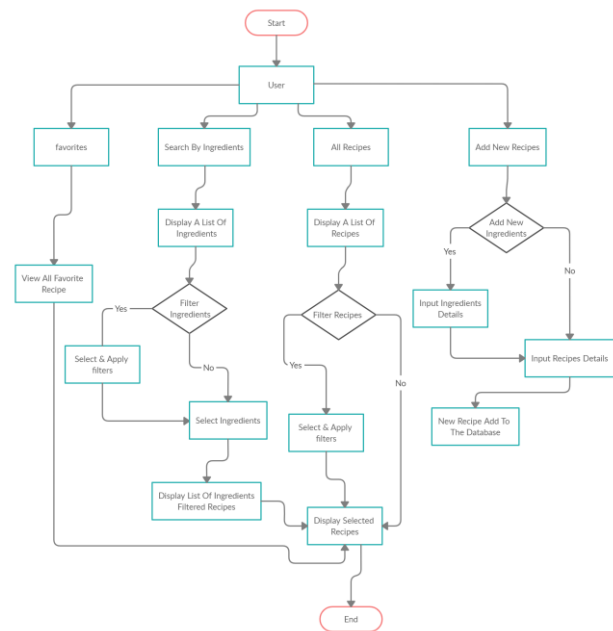 Start
User
favorites
Search By Ingredients
All Recipes
Add New Recipes
Display A List Of
Ingredients
Display A List Of
Recipes
Add New
Ingredients
Yes
No
View All Favorite
Recipe
Filter
Ingredients
Yes
No
Filter Recipes
Yes
No
Input Ingredients
Details
Select & Apply
filters
Input Recipes Details
Select Ingredients
Select & Apply
filters
New Recipe Add To
The Database
Display List Of Ingredients
Filtered Recipes
Display Selected
Recipes
End